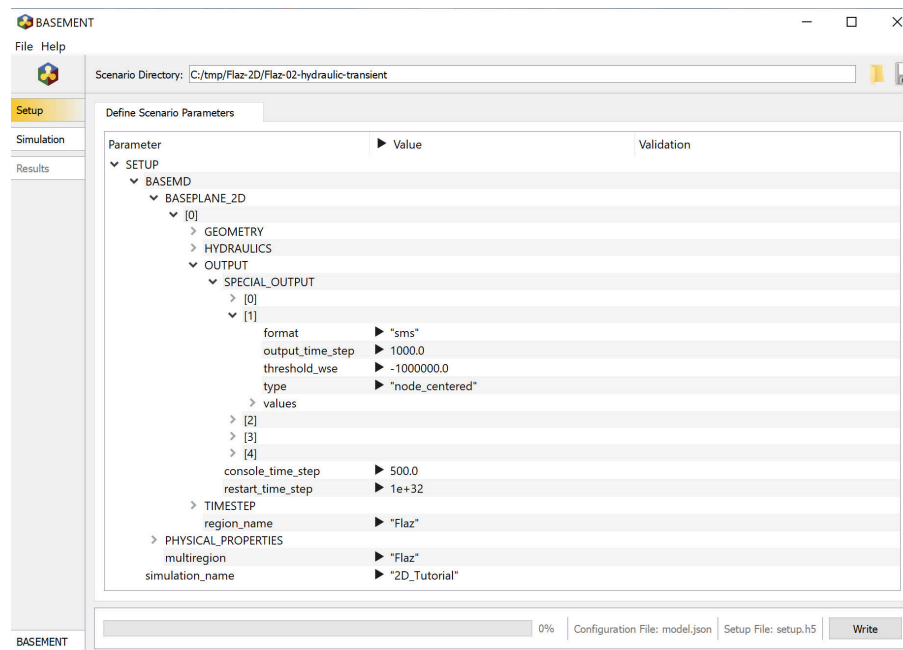 BASEMENT
File Help
Scenario Directory: C:/tmp/Flaz-2D/Flaz-02-hydraulic-transient
Setup
Simulation
Results
Define Scenario Parameters
Parameter Value Validation
SETUP
BASEMD
BASEPLANE_2D
[0]
GEOMETRY
HYDRAULICS
OUTPUT
SPECIAL_OUTPUT
[0]
[1]
format "sms"
output_time_step 1000.0
threshold_wse -1000000.0
type "node_centered"
values
[2]
[3]
[4]
console_time_step 500.0
restart_time_step 1e+32
TIMESTEP
region_name "Flaz"
PHYSICAL_PROPERTIES
multiregion "Flaz"
simulation_name "2D_Tutorial"
0% Configuration File: model.json Setup File: setup.h5 Write
BASEMENT